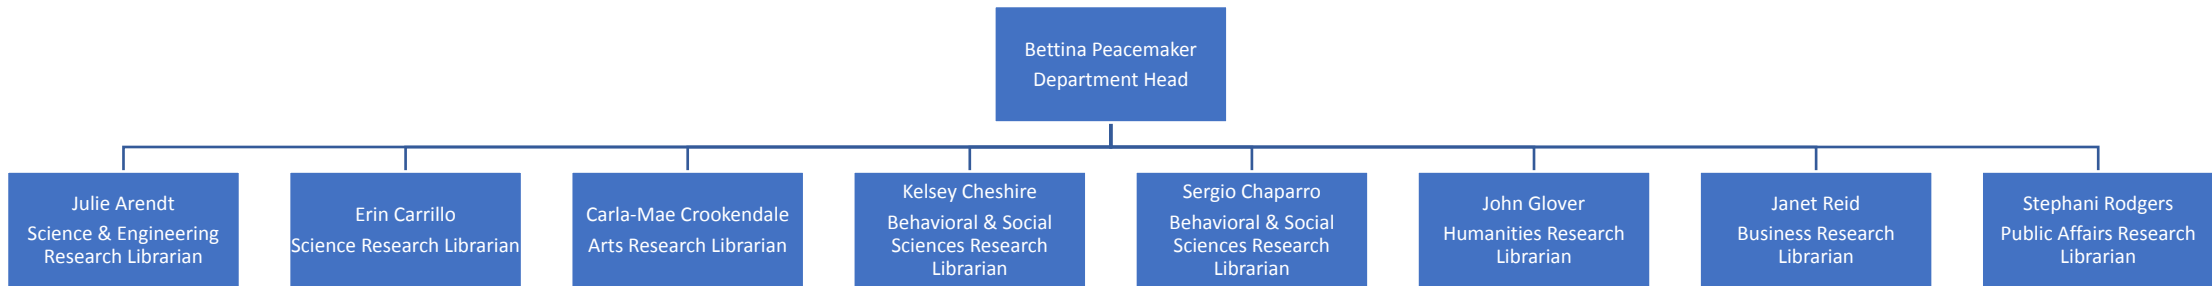 Bettina Peacemaker
Department Head
Julie Arendt
Science & Engineering
Research Librarian
Erin Carrillo
Science Research Librarian
Carla-Mae Crookendale
Arts Research Librarian
Kelsey Cheshire
Behavioral & Social
Sciences Research
Librarian
Sergio Chaparro
Behavioral & Social
Sciences Research
Librarian
John Glover
Humanities Research
Librarian
Janet Reid
Business Research
Librarian
Stephani Rodgers
Public Affairs Research
Librarian